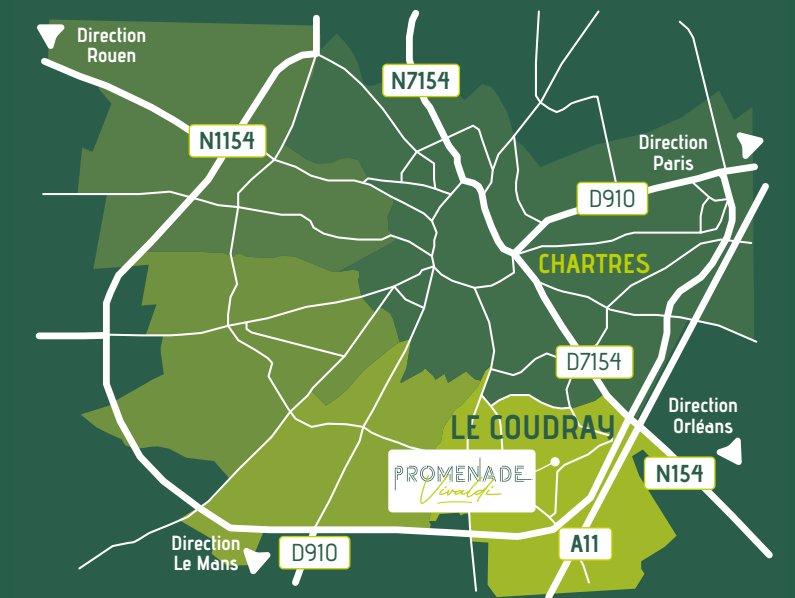 Direction
Rouen
N7154
N1154
Direction
Paris
D910
CHARTRES
D7154
Direction
Orléans
LE COUDRAY
PROMENADE
Vivaldi
N154
A11
Direction
Le Mans
D910